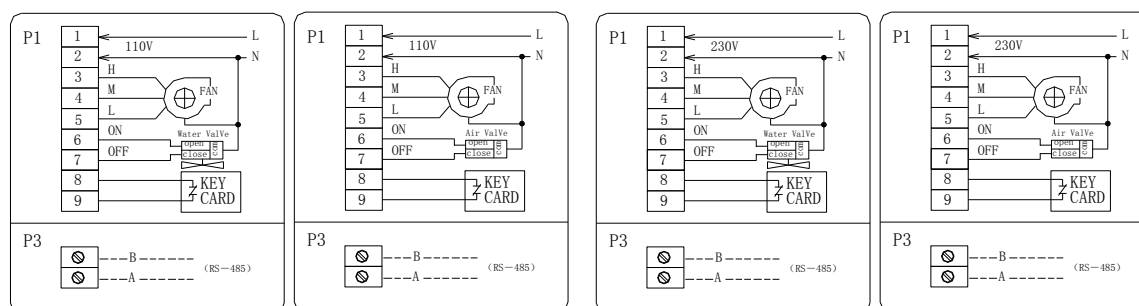 P1
1
L
110V
2
N
3
H
FAN
4
M
5
L
6
ON
Water ValVe
open
com
7
OFF
close
8
KEY
9
CARD
P3
B
(RS-485)
A
P1
1
L
110V
2
N
3
H
FAN
4
M
5
L
6
ON
Air ValVe
open
com
7
OFF
close
8
KEY
9
CARD
P3
B
(RS-485)
A
P1
1
L
230V
2
N
3
H
FAN
4
M
5
L
6
ON
Water ValVe
open
com
7
OFF
close
8
KEY
9
CARD
P3
B
(RS-485)
A
P1
1
L
230V
2
N
3
H
FAN
4
M
5
L
6
ON
Air ValVe
open
com
7
OFF
close
8
KEY
9
CARD
P3
B
(RS-485)
A